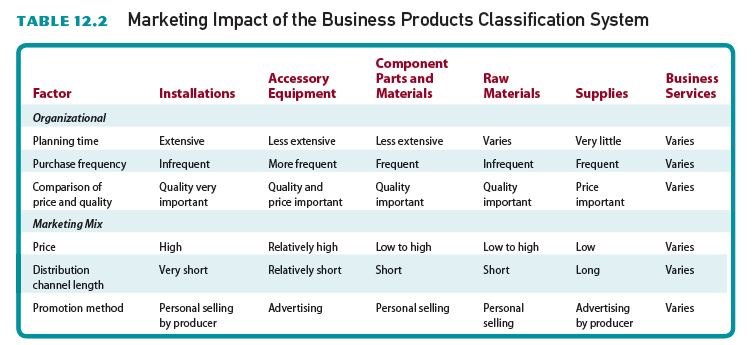 TABLE 12.2 Marketing Impact of the Business Products Classification System
Factor Installations Accessory Equipment Component Parts and Materials Raw Materials Supplies Business Services
Organizational
Planning time Extensive Less extensive Less extensive Varies Very little Varies
Purchase frequency Infrequent More frequent Frequent Infrequent Frequent Varies
Comparison of price and quality Quality very important Quality and price important Quality important Quality important Price important Varies
Marketing Mix
Price High Relatively high Low to high Low to high Low Varies
Distribution channel length Very short Relatively short Short Short Long Varies
Promotion method Personal selling by producer Advertising Personal selling Personal selling Advertising by producer Varies